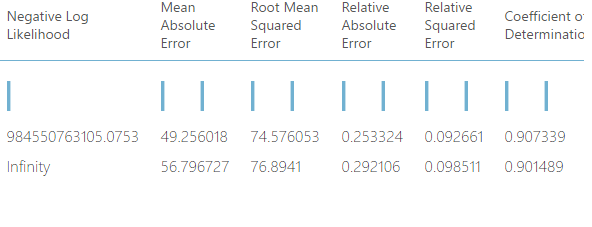 Negative Log Likelihood
Mean Absolute Error
Root Mean Squared Error
Relative Absolute Error
Relative Squared Error
Coefficient of Determinatio
984550763105.0753 49.256018 74.576053 0.253324 0.092661 0.907339
Infinity 56.796727 76.8941 0.292106 0.098511 0.901489